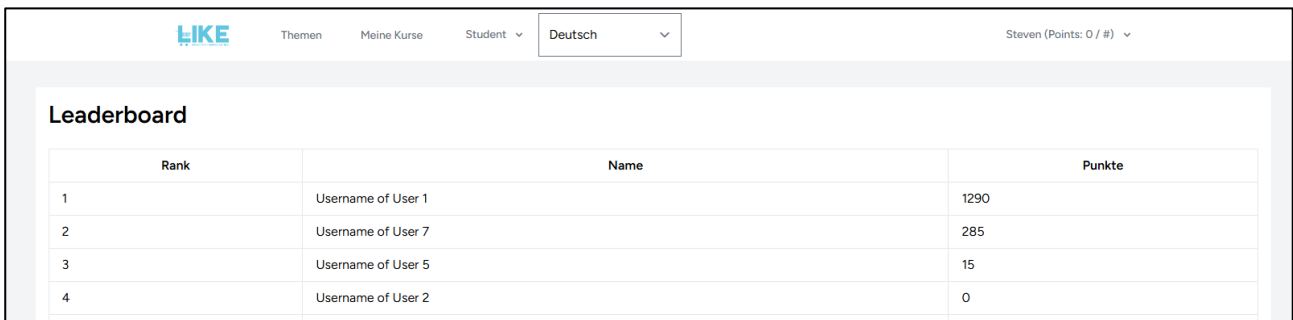 LIKE Themen Meine Kurse Student Deutsch Steven (Points: 0 / #)
Leaderboard
Rank Name Punkte
1 Username of User 1 1290
2 Username of User 7 285
3 Username of User 5 15
4 Username of User 2 0